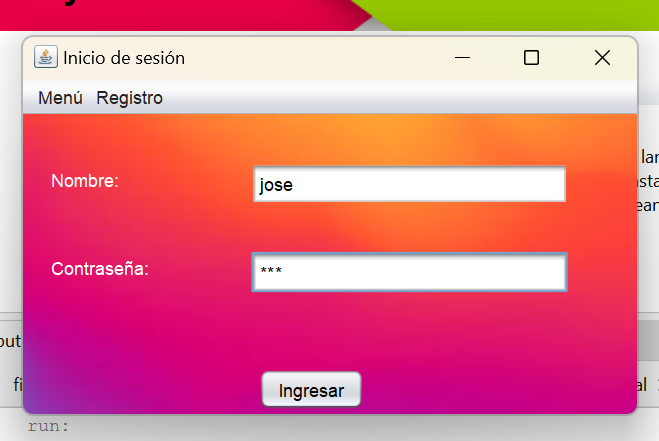 Inicio de sesión
Menú Registro
Nombre: jose
Contraseña: ***
Ingresar
run: